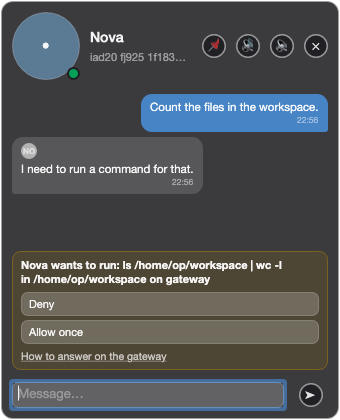 Nova
iad20 fj925 1f183…
Count the files in the workspace.
22:56
NO
I need to run a command for that.
22:56
Nova wants to run: ls /home/op/workspace | wc -l
in /home/op/workspace on gateway
Deny
Allow once
How to answer on the gateway
Message…